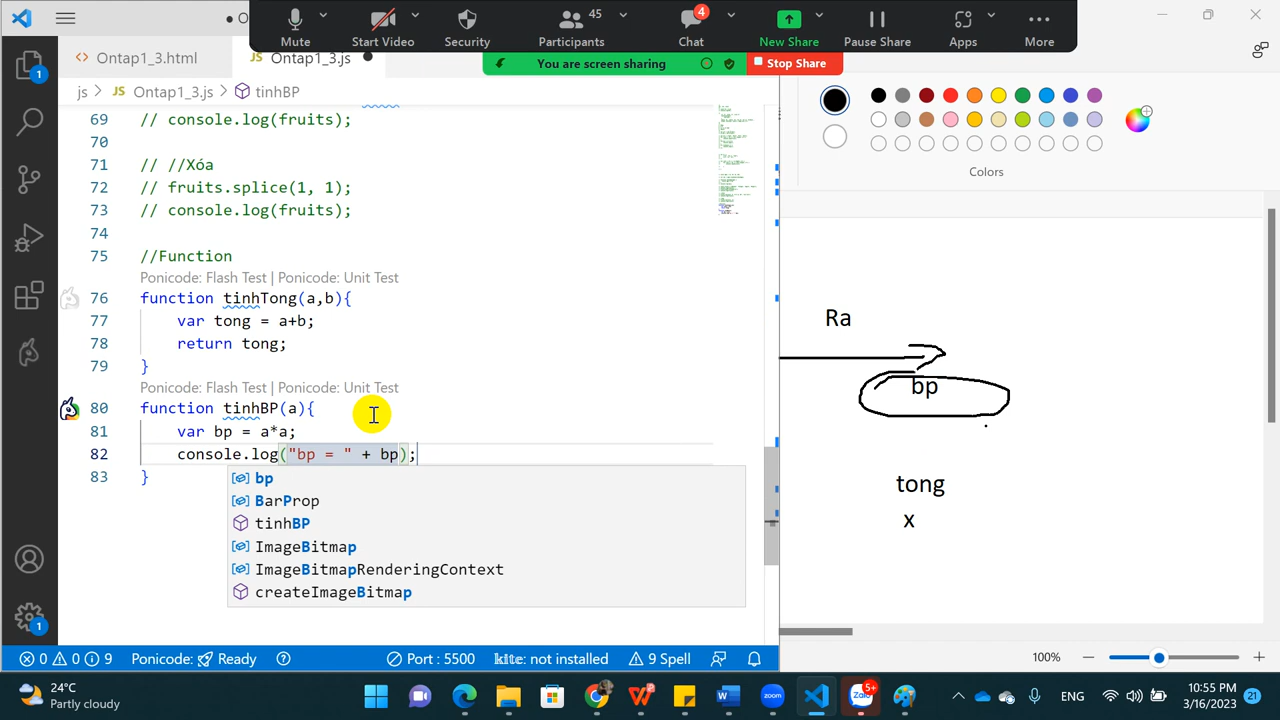 45
4
Mute
Start Video
Security
Participants
Chat
New Share
Pause Share
Apps
More
You are screen sharing
Stop Share
Ontap1_3.html
Ontap1_3.js
js > Ontap1_3.js > tinhBP
1
69 // console.log(fruits);
70
71 // //Xóa
72 // fruits.splice(1, 1);
73 // console.log(fruits);
74
75 //Function
Ponicode: Flash Test | Ponicode: Unit Test
76 function tinhTong(a,b){
77 var tong = a+b;
78 return tong;
79 }
Ponicode: Flash Test | Ponicode: Unit Test
80 function tinhBP(a){
81 var bp = a*a;
82 console.log("bp = " + bp);
83 }
bp
BarProp
tinhBP
ImageBitmap
ImageBitmapRenderingContext
createImageBitmap
1
0 0 9 Ponicode: Ready Port : 5500 kite: not installed 9 Spell
Colors
Ra
bp
tong
x
100%
24°C
Partly cloudy
5+
ENG
10:55 PM
3/16/2023
21